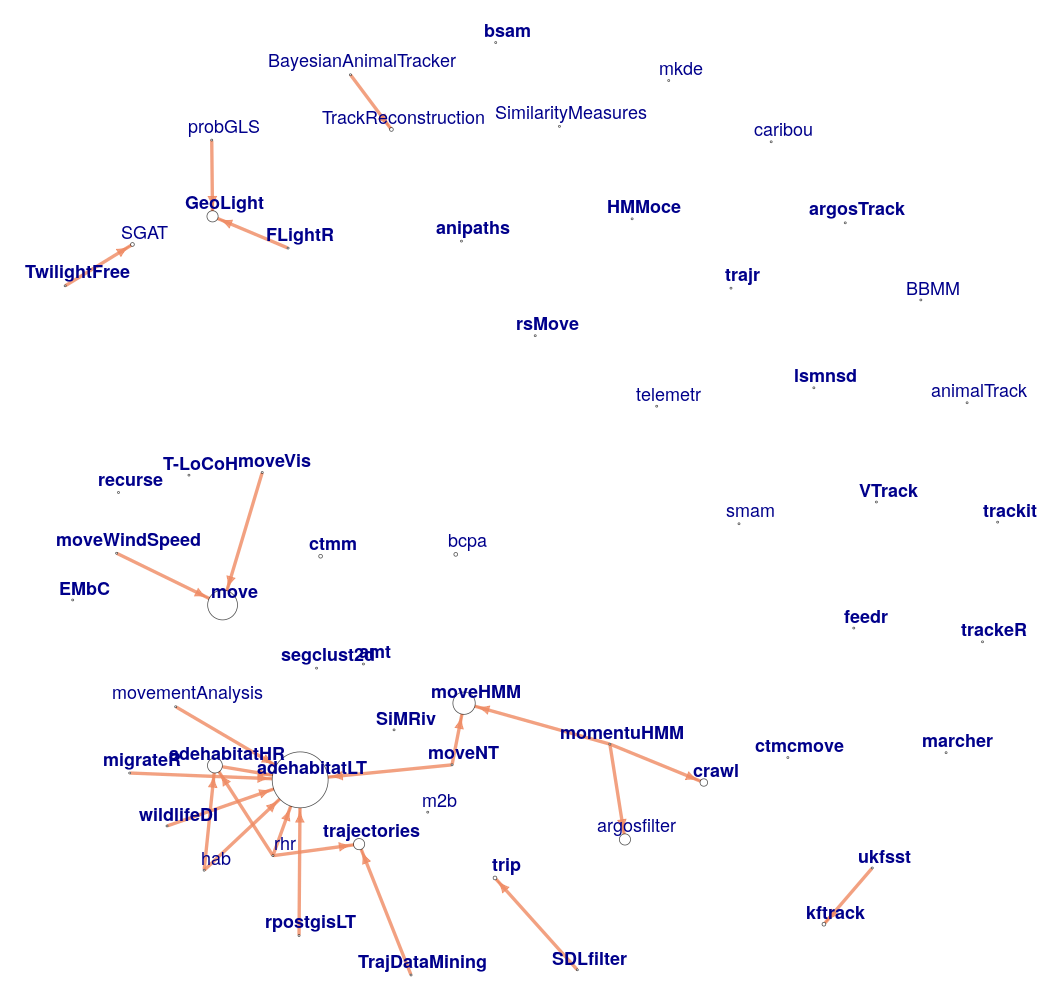 bsam
BayesianAnimalTracker
mkde
TrackReconstruction
SimilarityMeasures
probGLS
caribou
GeoLight
HMMoce
argosTrack
SGAT
FLightR
anipaths
TwilightFree
trajr
BBMM
rsMove
lsmnsd
telemetr
animalTrack
T-LoCoH
moveVis
recurse
VTrack
smam
trackit
moveWindSpeed
ctmm
bcpa
EMbC
move
feedr
trackeR
segclust2d
amt
movementAnalysis
moveHMM
SiMRiv
momentuHMM
migrateR
adehabitatHR
adehabitatLT
moveNT
ctmcmove
marcher
crawl
m2b
wildlifeDI
trajectories
argosfilter
hab
rhr
trip
ukfsst
rpostgisLT
kftrack
TrajDataMining
SDLfilter